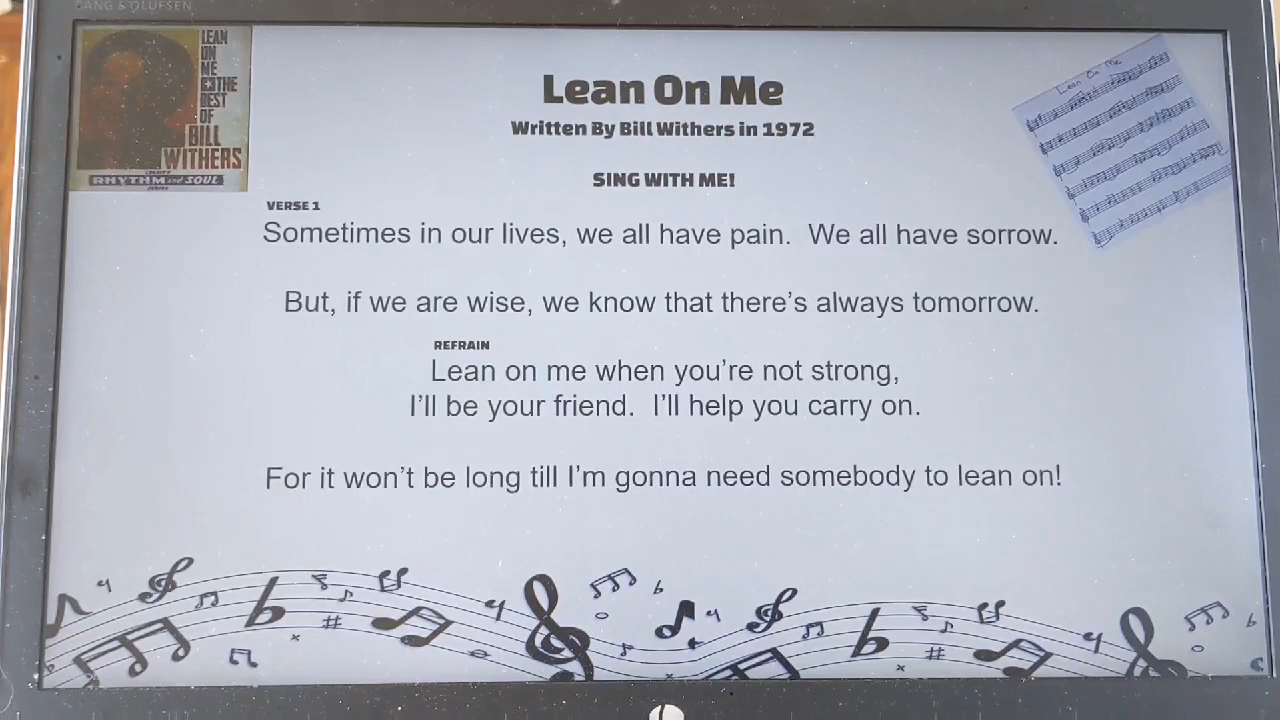 BANG & OLUFSEN
LEAN
ON
ME
THE
BEST
OF
BILL
WITHERS
RHYTHM and SOUL
Lean On Me
Lean On Me
Written By Bill Withers in 1972
SING WITH ME!
VERSE 1
Sometimes in our lives, we all have pain.  We all have sorrow.
But, if we are wise, we know that there's always tomorrow.
REFRAIN
Lean on me when you're not strong,
I'll be your friend.  I'll help you carry on.
For it won't be long till I'm gonna need somebody to lean on!